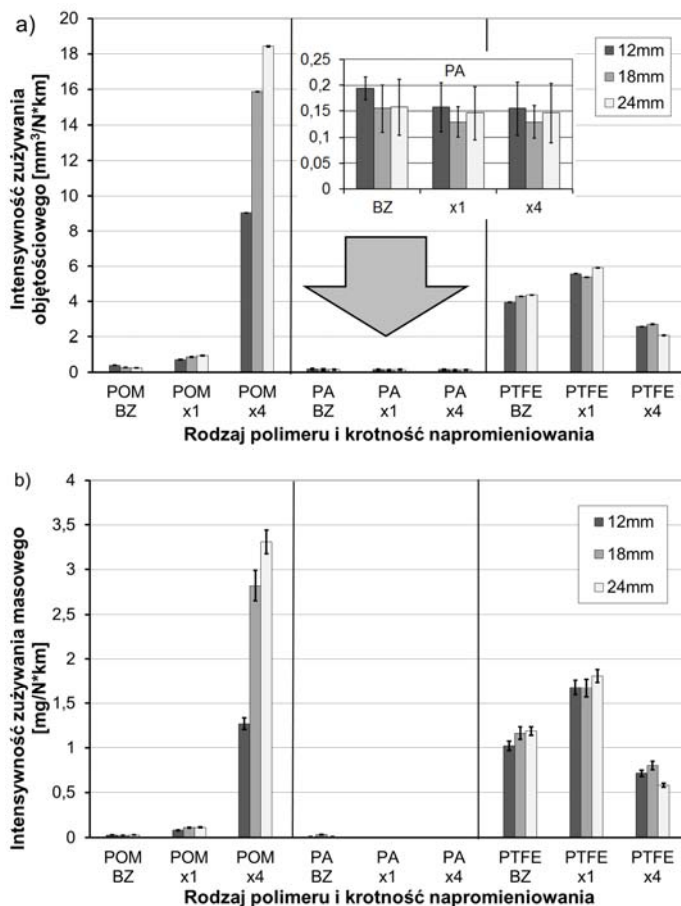 a)
Intensywność zużywania
objętościowego [mm³/N*km]
20
18
16
14
12
10
8
6
4
2
0
12mm
18mm
24mm
PA
0,25
0,2
0,15
0,1
0,05
0
BZ x1 x4
POM POM POM PA PA PA PTFE PTFE PTFE
BZ x1 x4 BZ x1 x4 BZ x1 x4
Rodzaj polimeru i krotność napromieniowania
b)
Intensywność zużywania masowego
[mg/N*km]
4
3,5
3
2,5
2
1,5
1
0,5
0
12mm
18mm
24mm
POM POM POM PA PA PA PTFE PTFE PTFE
BZ x1 x4 BZ x1 x4 BZ x1 x4
Rodzaj polimeru i krotność napromieniowania